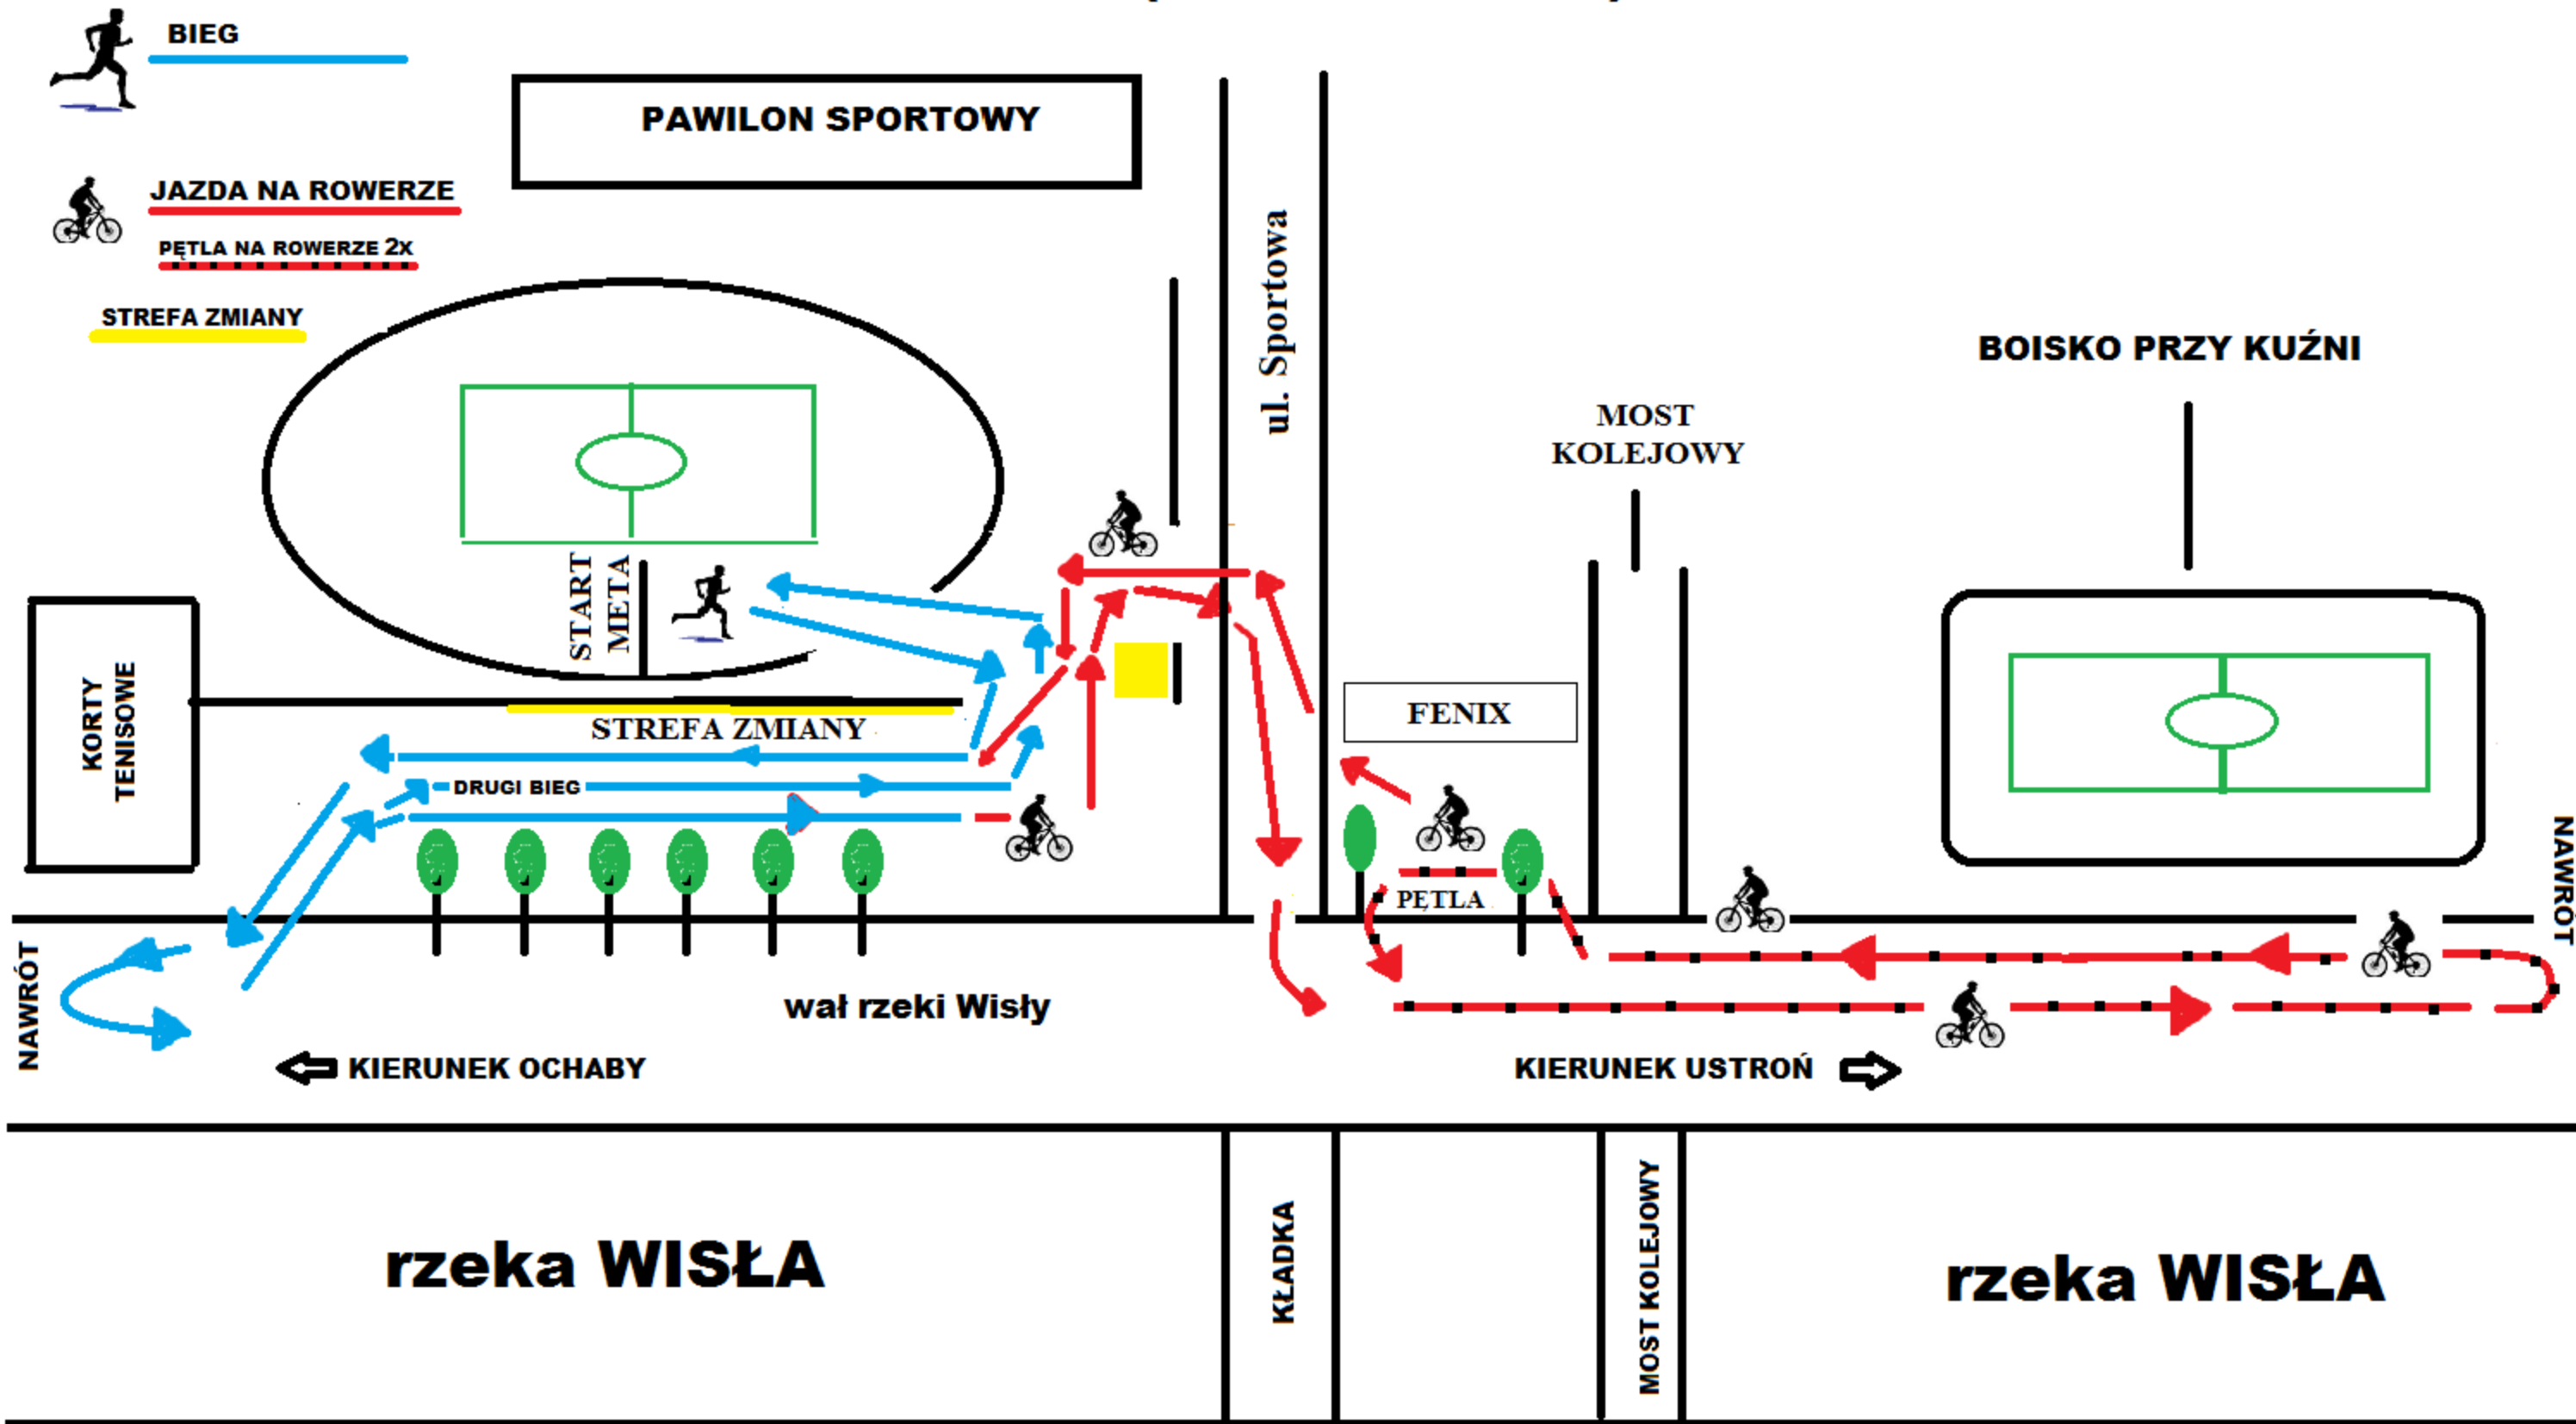 BIEG
PAWILON SPORTOWY
JAZDA NA ROWERZE
PĘTLA NA ROWERZE 2X
STREFA ZMIANY
ul. Sportowa
BOISKO PRZY KUŹNI
MOST
KOLEJOWY
START
META
KORTY
TENISOWE
STREFA ZMIANY
FENIX
DRUGI BIEG
PĘTLA
NAWROT
NAWRÓT
wał rzeki Wisły
KIERUNEK OCHABY
KIERUNEK USTROŃ
rzeka WISŁA
KŁADKA
MOST KOLEJOWY
rzeka WISŁA